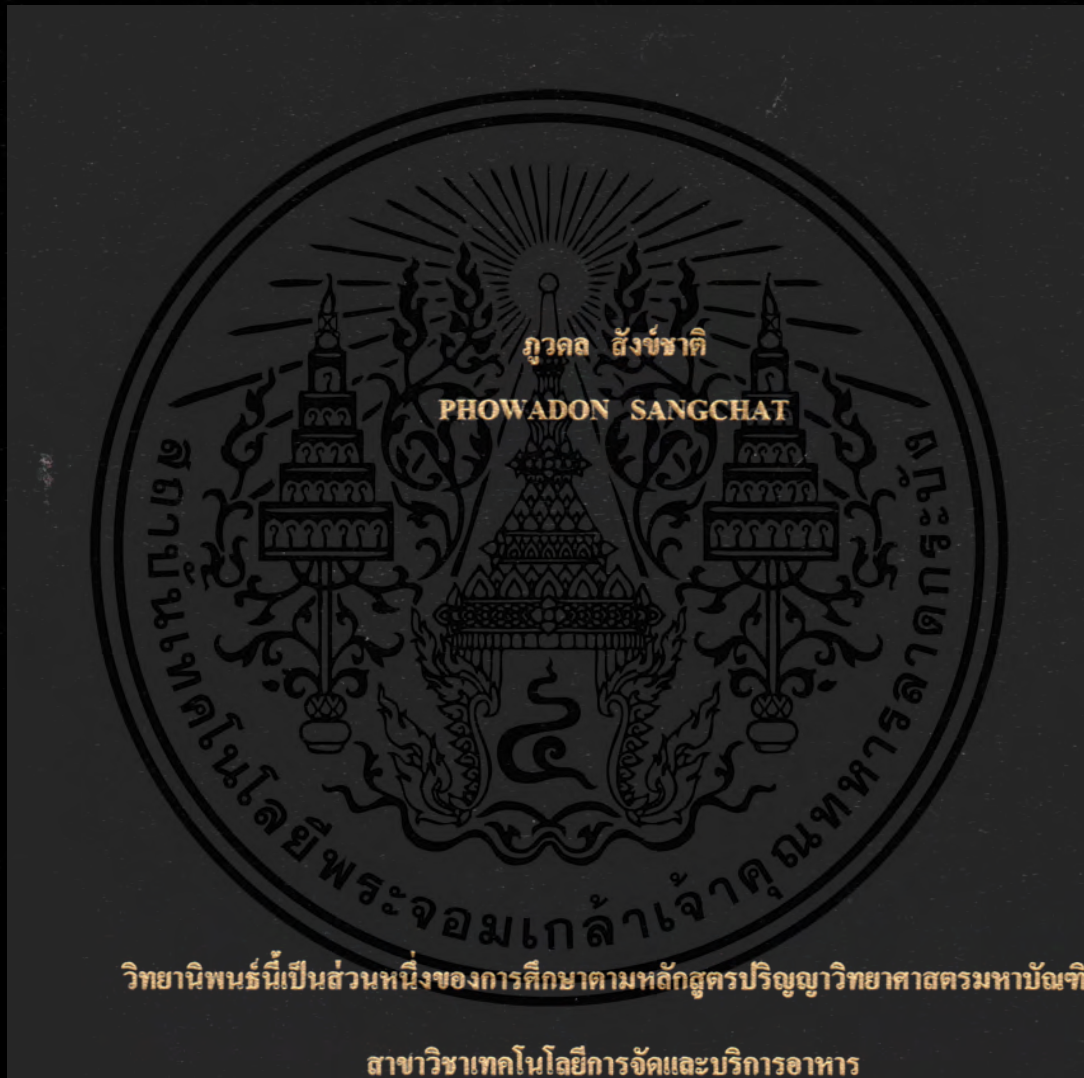 ภูวดล สังข์ชาติ
PHOWADON SANGCHAT
สถาบันเทคโนโลยีพระจอมเกล้าเจ้าคุณทหารลาดกระบัง
วิทยานิพนธ์นี้เป็นส่วนหนึ่งของการศึกษาตามหลักสูตรปริญญาวิทยาศาสตรมหาบัณฑิ
สาขาวิชาเทคโนโลยีการจัดและบริการอาหาร
๔